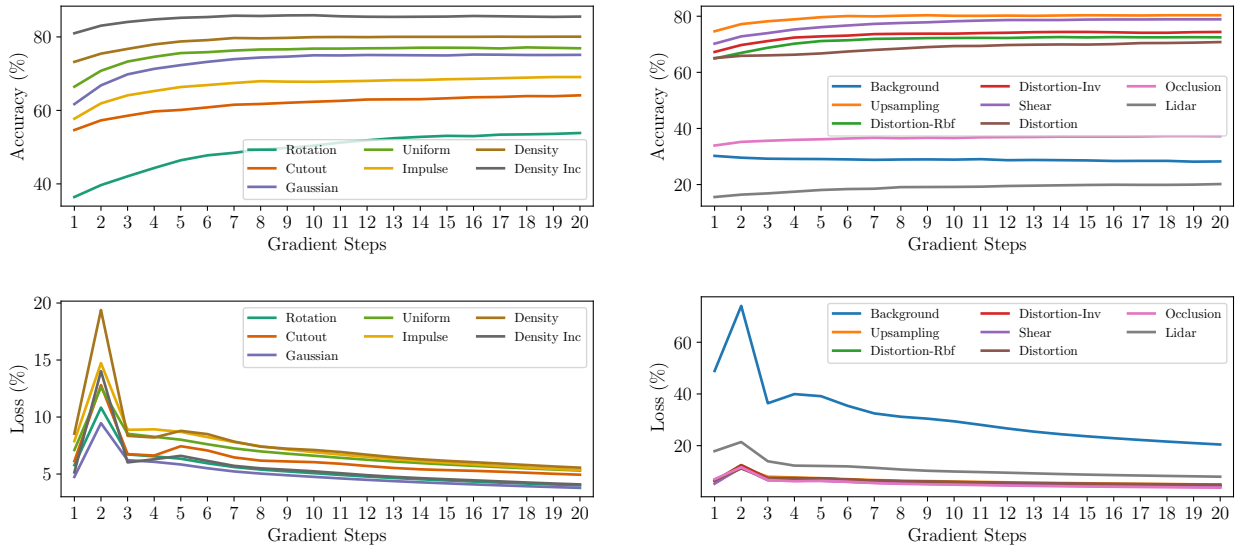 Accuracy (%)
80
60
40
Rotation
Cutout
Gaussian
Uniform
Impulse
Density
Density Inc
1 2 3 4 5 6 7 8 9 10 11 12 13 14 15 16 17 18 19 20
Gradient Steps
Accuracy (%)
80
60
40
20
Background
Upsampling
Distortion-Rbf
Distortion-Inv
Shear
Distortion
Occlusion
Lidar
1 2 3 4 5 6 7 8 9 10 11 12 13 14 15 16 17 18 19 20
Gradient Steps
Loss (%)
20
15
10
5
Rotation
Cutout
Gaussian
Uniform
Impulse
Density
Density Inc
1 2 3 4 5 6 7 8 9 10 11 12 13 14 15 16 17 18 19 20
Gradient Steps
Loss (%)
60
40
20
Background
Upsampling
Distortion-Rbf
Distortion-Inv
Shear
Distortion
Occlusion
Lidar
1 2 3 4 5 6 7 8 9 10 11 12 13 14 15 16 17 18 19 20
Gradient Steps